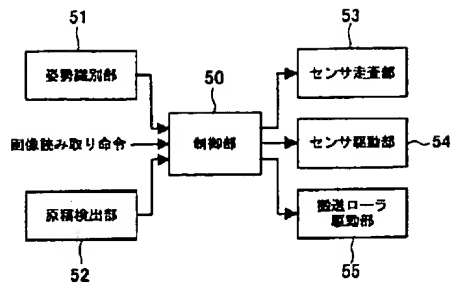 51
姿勢識別部
画像読み取り命令
原稿検出部
52
50
制御部
53
センサ走査部
センサ駆動部
54
搬送ローラ
駆動部
55